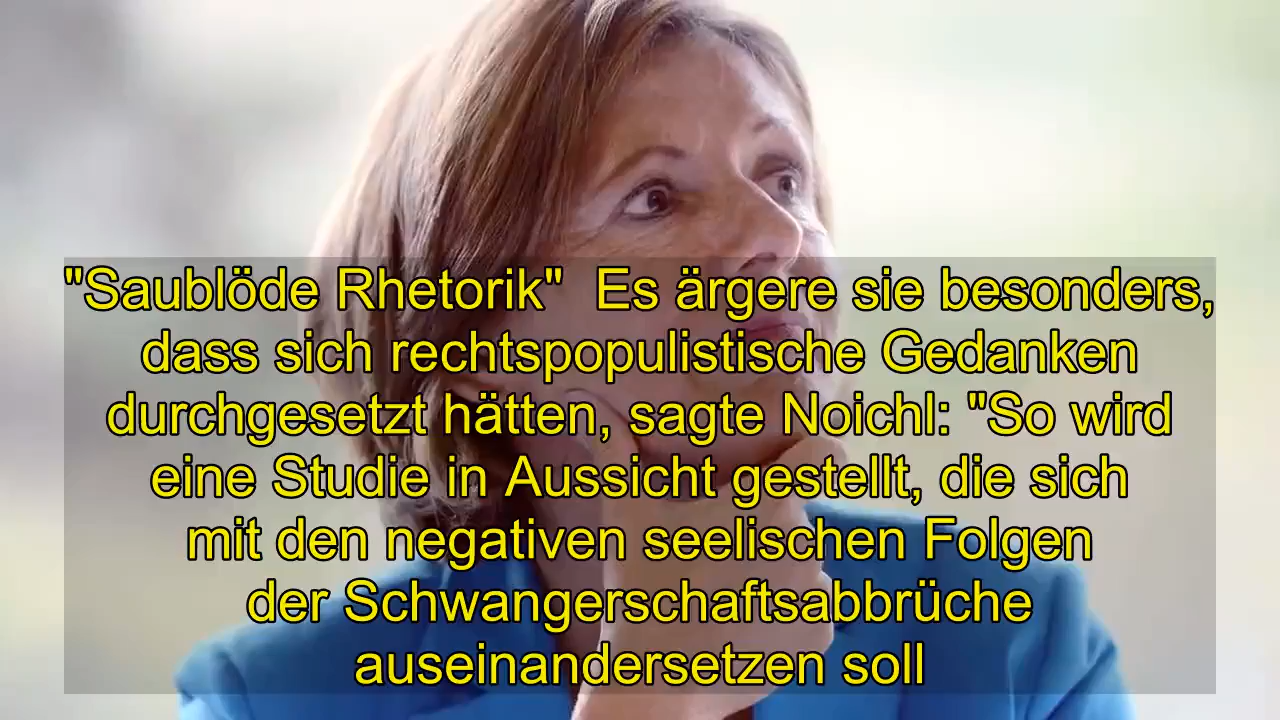 "Saublöde Rhetorik"  Es ärgere sie besonders,
dass sich rechtspopulistische Gedanken
durchgesetzt hätten, sagte Noichl: "So wird
eine Studie in Aussicht gestellt, die sich
mit den negativen seelischen Folgen
der Schwangerschaftsabbrüche
auseinandersetzen soll